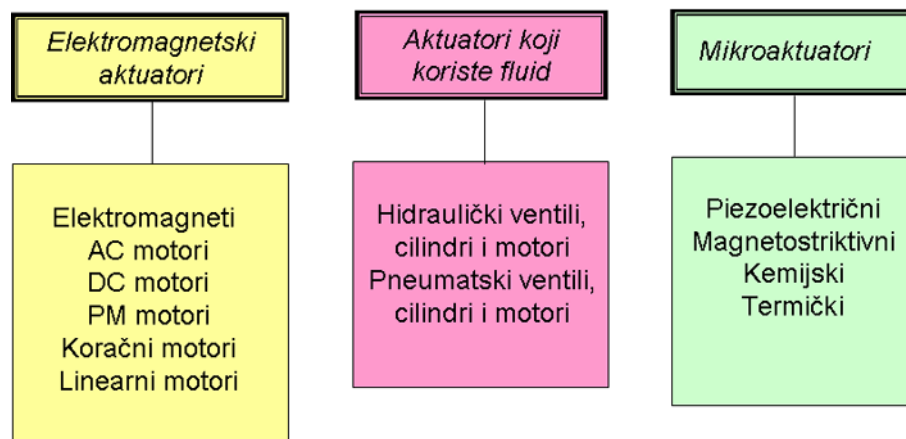 Elektromagnetski
aktuatori
Elektromagneti
AC motori
DC motori
PM motori
Koračni motori
Linearni motori
Aktuatori koji
koriste fluid
Hidraulički ventili,
cilindri i motori
Pneumatski ventili,
cilindri i motori
Mikroaktuatori
Piezoelektrični
Magnetostriktivni
Kemijski
Termički